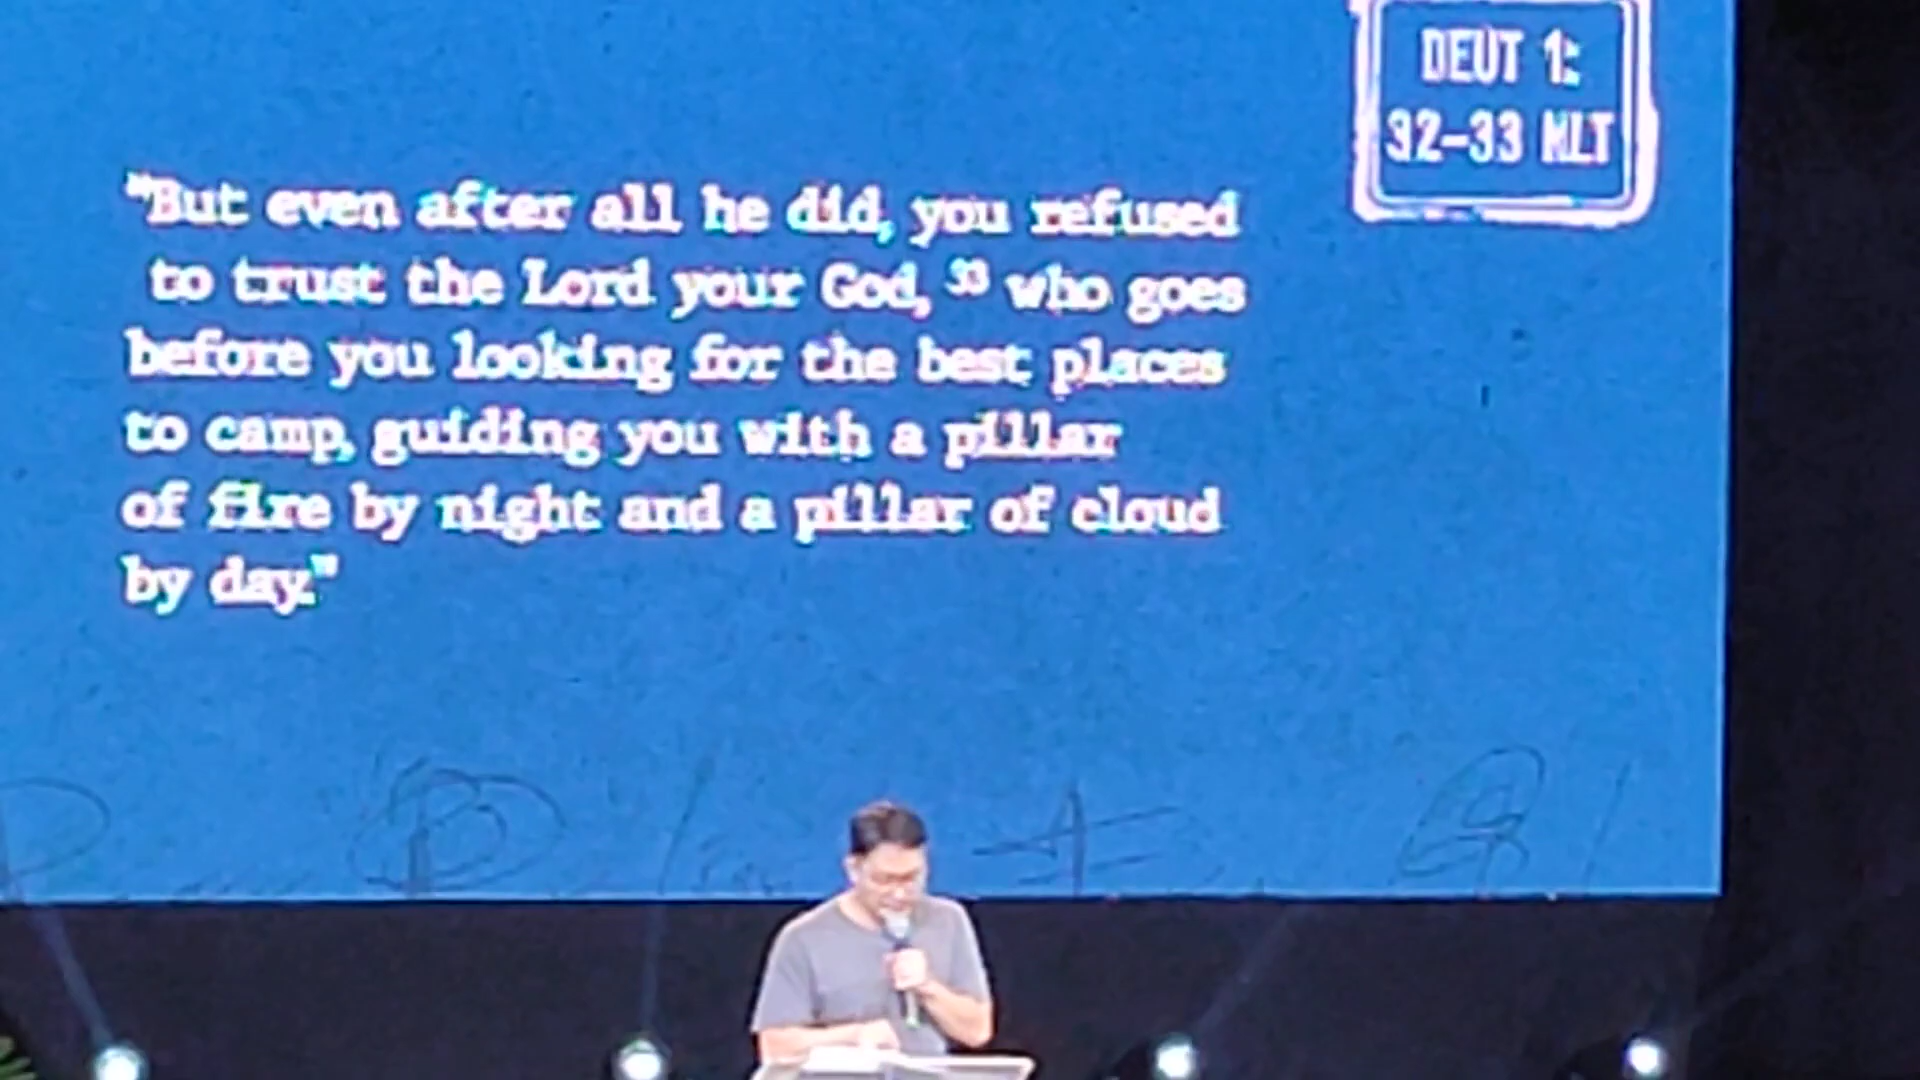 DEUT 1:
32-33 NLT
"But even after all he did, you refused
to trust the Lord your God, 33 who goes
before you looking for the best places
to camp, guiding you with a pillar
of fire by night and a pillar of cloud
by day."